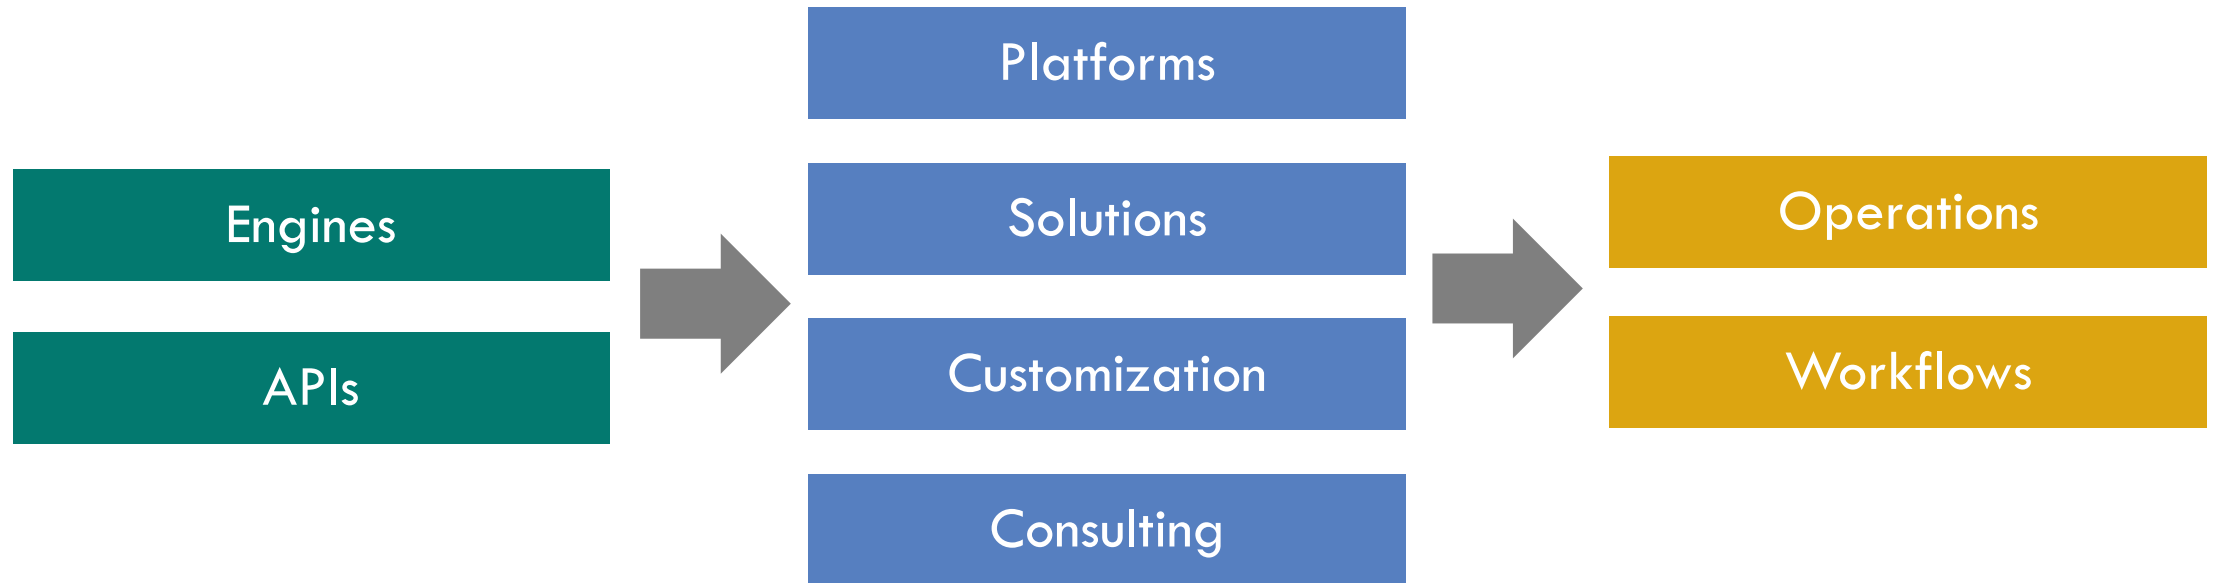 Engines
APIs
Platforms
Solutions
Customization
Consulting
Operations
Workflows